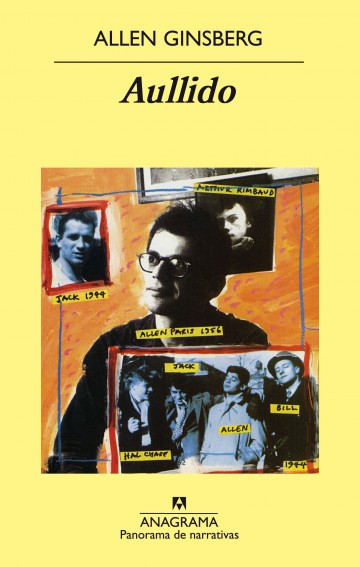 ALLEN GINSBERG
Aullido
ARTHUR RIMBAUD
JACK 1944
ALLEN PARIS 1956
JACK
BILL
ALLEN
HAL CHASE
1944
ANAGRAMA
Panorama de narrativas